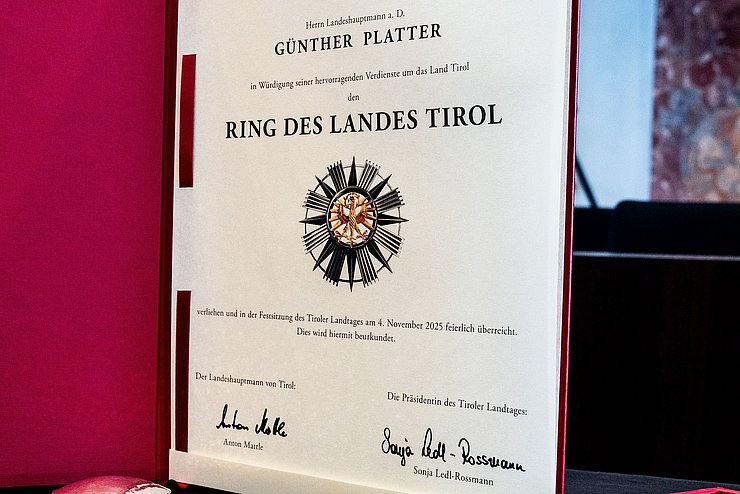 Herrn Landeshauptmann a. D.
GÜNTHER PLATTER
in Würdigung seiner hervorragenden Verdienste um das Land Tirol
den
RING DES LANDES TIROL
verliehen und in der Festsitzung des Tiroler Landtages am 4. November 2025 feierlich überreicht.
Dies wird hiermit beurkundet.
Der Landeshauptmann von Tirol:
Anton Mattle
Anton Mattle
Die Präsidentin des Tiroler Landtages:
Sonja Ledl-Rossmann
Sonja Ledl-Rossmann